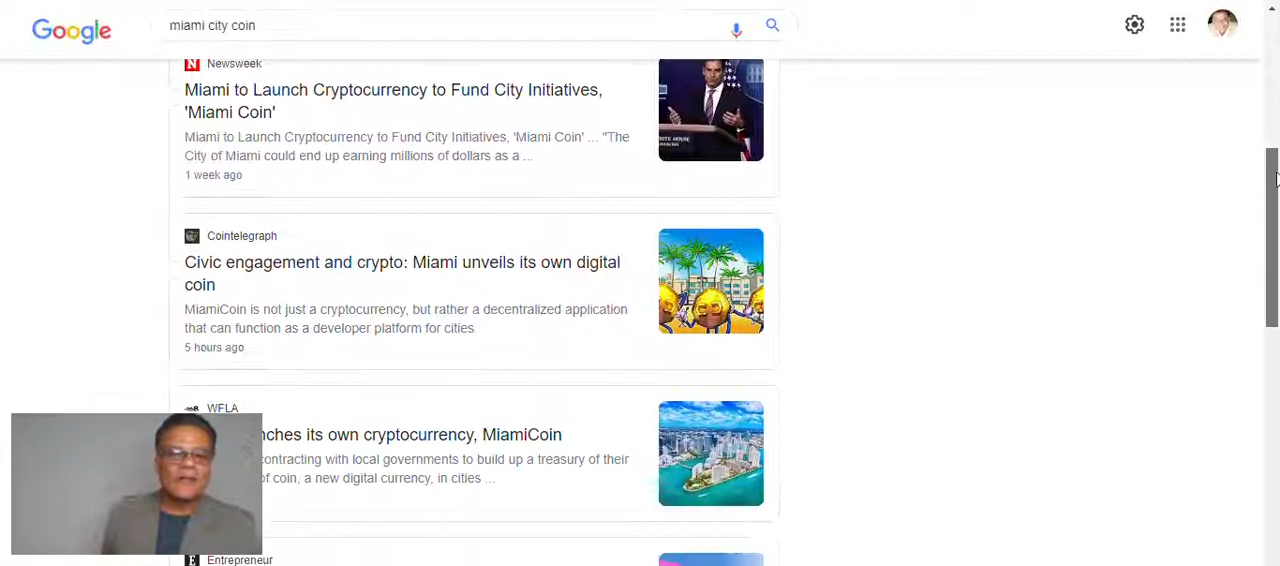 Google
miami city coin
Newsweek
Miami to Launch Cryptocurrency to Fund City Initiatives,
'Miami Coin'
Miami to Launch Cryptocurrency to Fund City Initiatives, 'Miami Coin' ... "The
City of Miami could end up earning millions of dollars as a ...
1 week ago
Cointelegraph
Civic engagement and crypto: Miami unveils its own digital
coin
MiamiCoin is not just a cryptocurrency, but rather a decentralized application
that can function as a developer platform for cities.
5 hours ago
WFLA
its own cryptocurrency, MiamiCoin
contracting with local governments to build up a treasury of their
of coin, a new digital currency, in cities ...
Entrepreneur